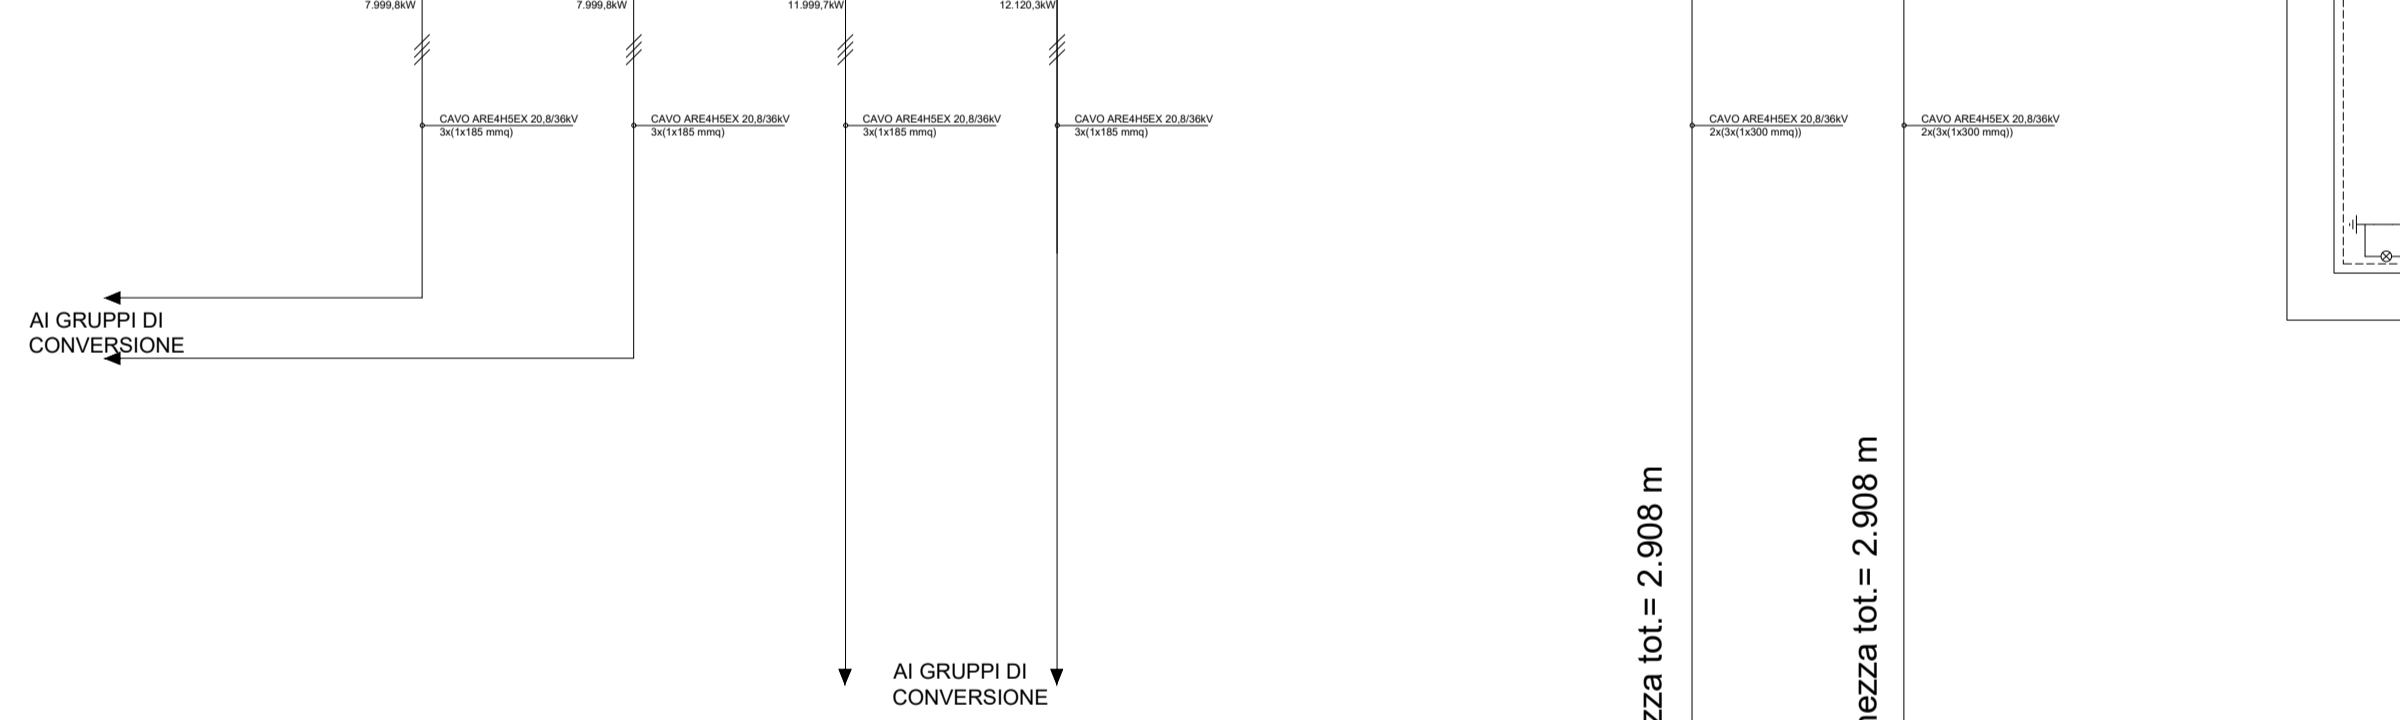 7.999,8kW
7.999,8kW
11.999,7kW
12.120,3kW
CAVO ARE4H5EX 20,8/36kV
3x(1x185 mmq)
CAVO ARE4H5EX 20,8/36kV
3x(1x185 mmq)
CAVO ARE4H5EX 20,8/36kV
3x(1x185 mmq)
CAVO ARE4H5EX 20,8/36kV
3x(1x185 mmq)
CAVO ARE4H5EX 20,8/36kV
2x(3x(1x300 mmq))
CAVO ARE4H5EX 20,8/36kV
2x(3x(1x300 mmq))
AI GRUPPI DI
CONVERSIONE
AI GRUPPI DI
CONVERSIONE
zza tot.= 2.908 m
ezza tot.= 2.908 m